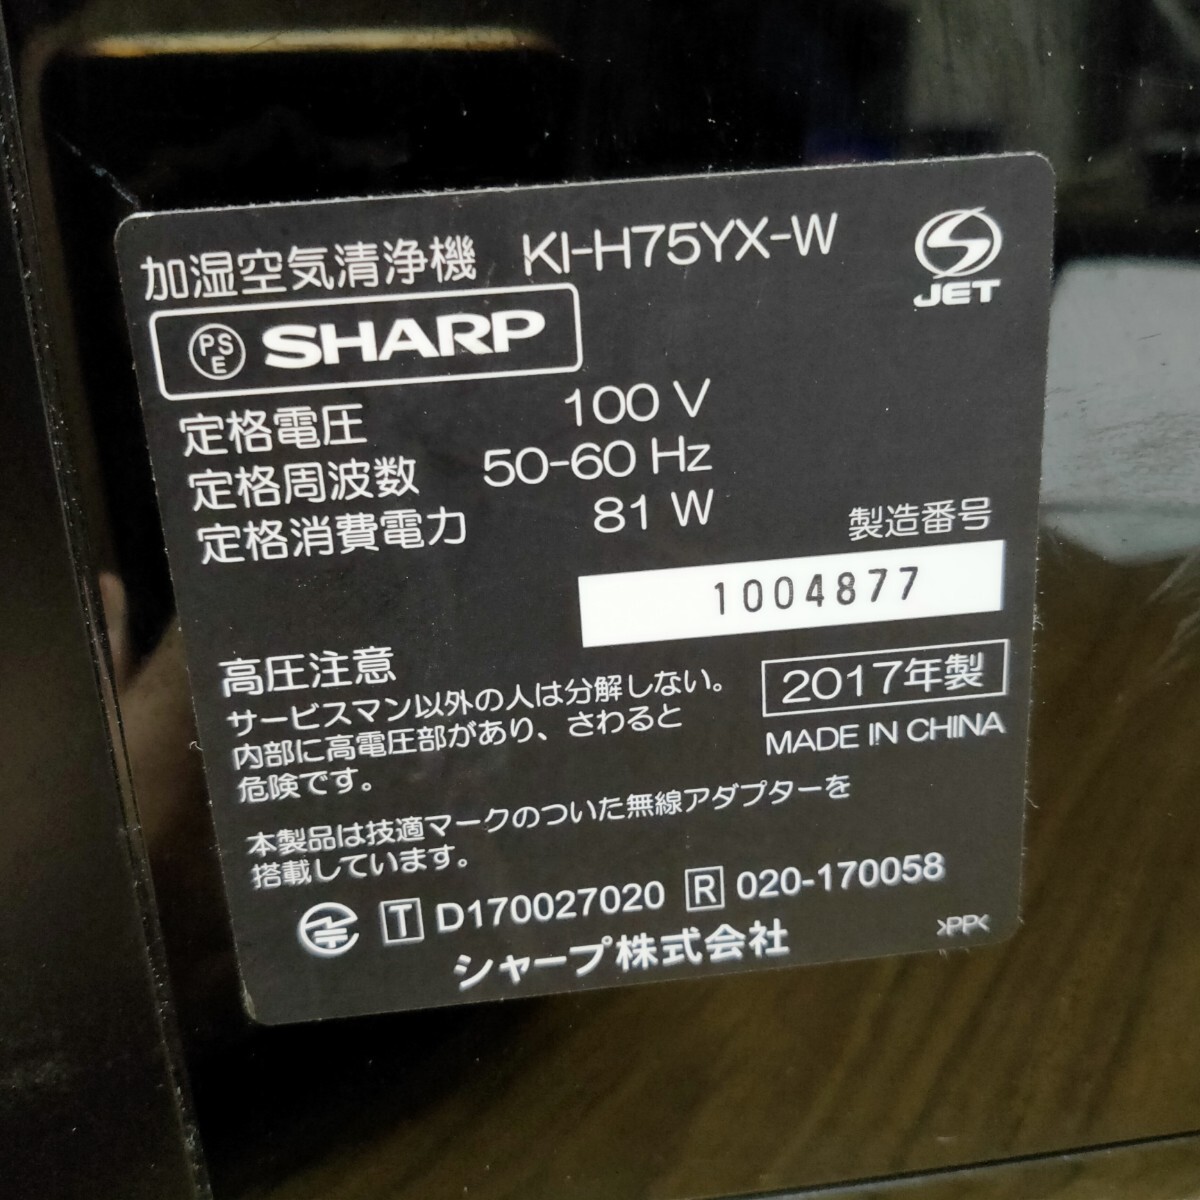 加湿空気清浄機 KI-H75YX-W
JET
PSE SHARP
定格電圧 100 V
定格周波数 50-60 Hz
定格消費電力 81 W
製造番号
1004877
高圧注意
サービスマン以外の人は分解しない。
内部に高電圧部があり、さわると
危険です。
2017年製
MADE IN CHINA
本製品は技適マークのついた無線アダプターを
搭載しています。
T D170027020 R 020-170058
シャープ株式会社
>PP<